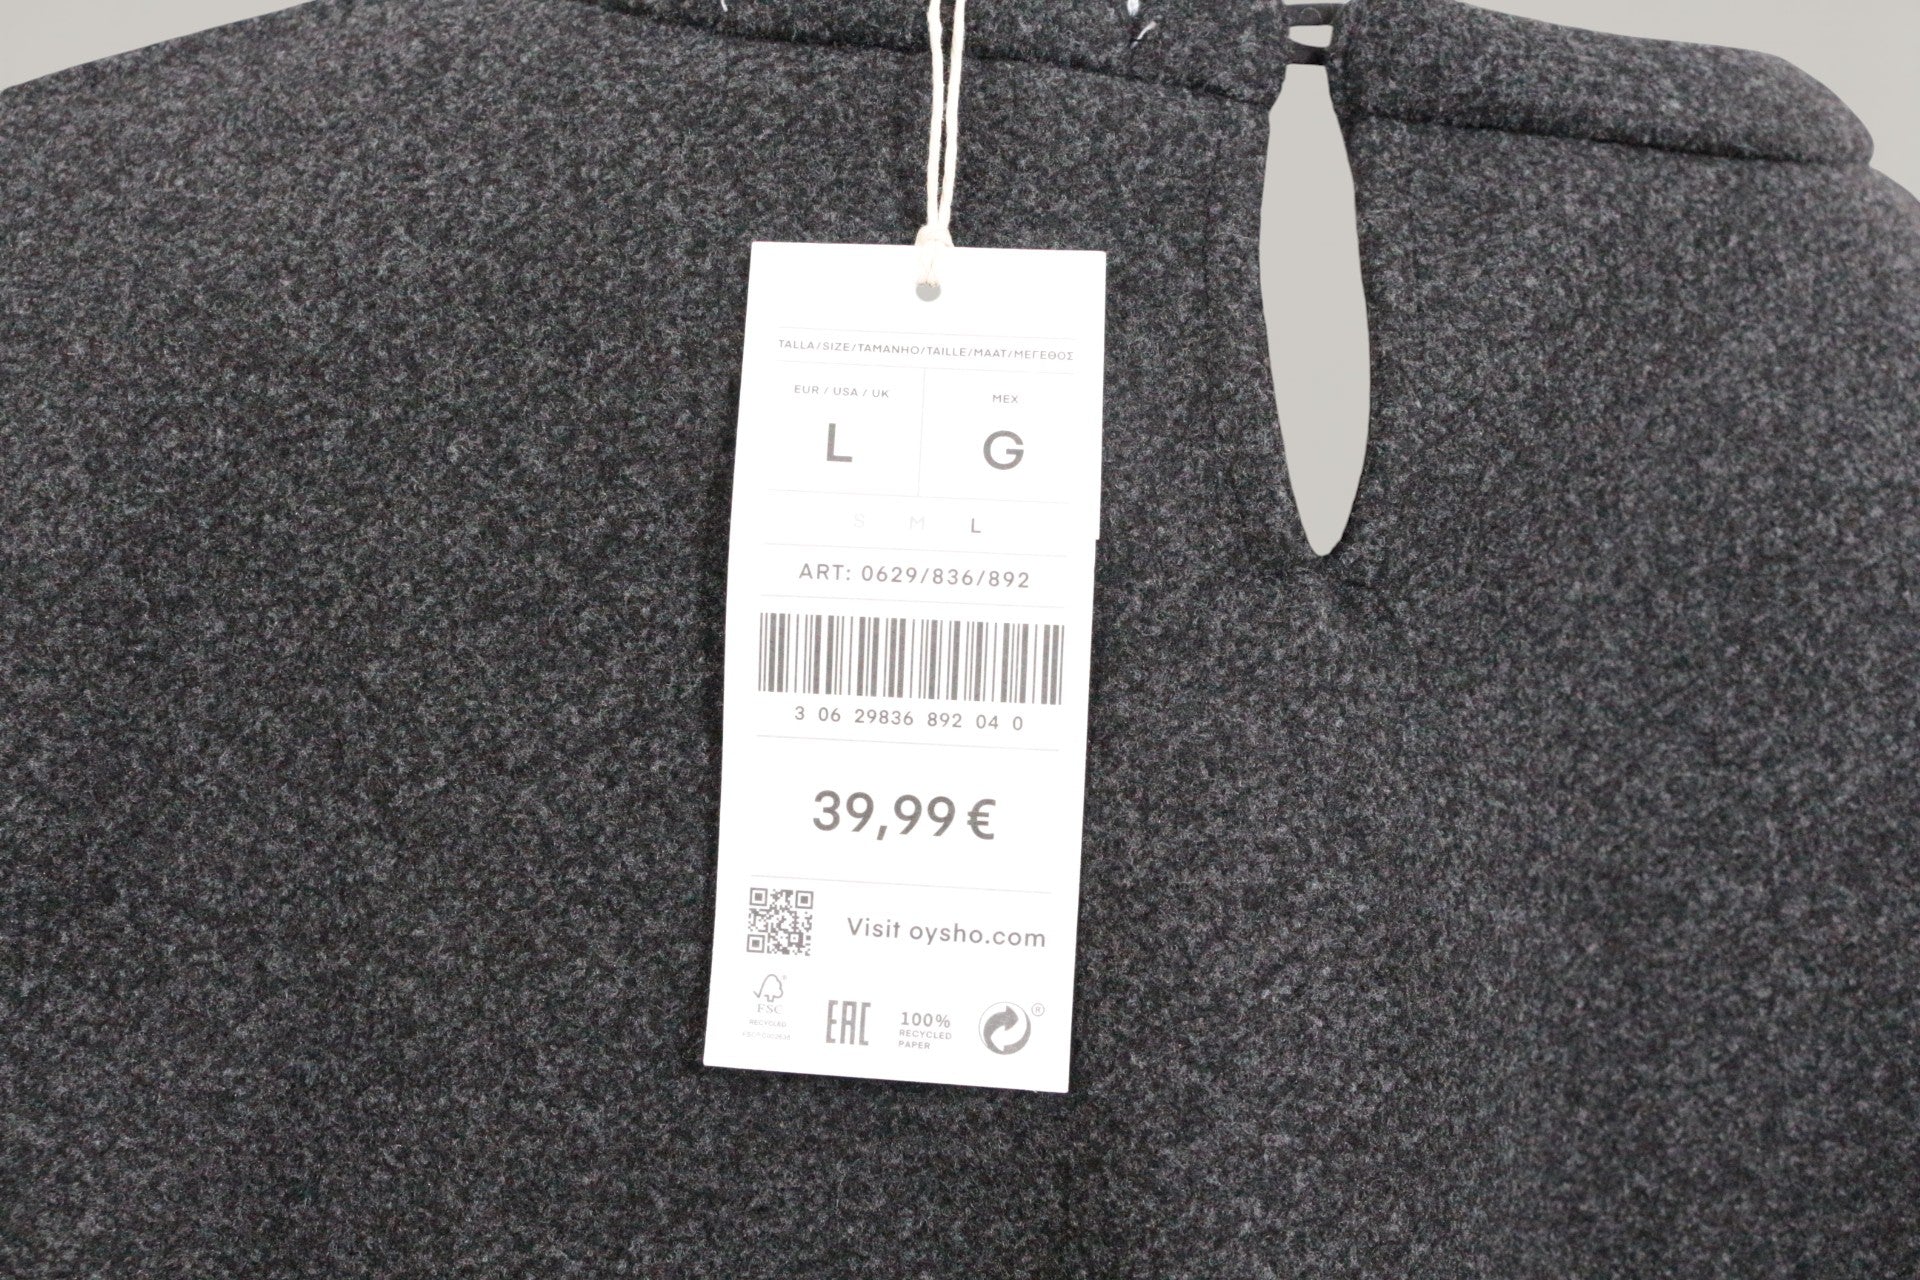 TALLA/SIZE/TAMANHO/TAILLE/MAAT/ΜΕΓΕΘΟΣ
EUR / USA / UK
MEX
L
G
S M L
ART: 0629/836/892
3 06 29836 892 04 0
39,99 €
Visit oysho.com
FSC
RECYCLED
EAC
100%
RECYCLED
PAPER
®